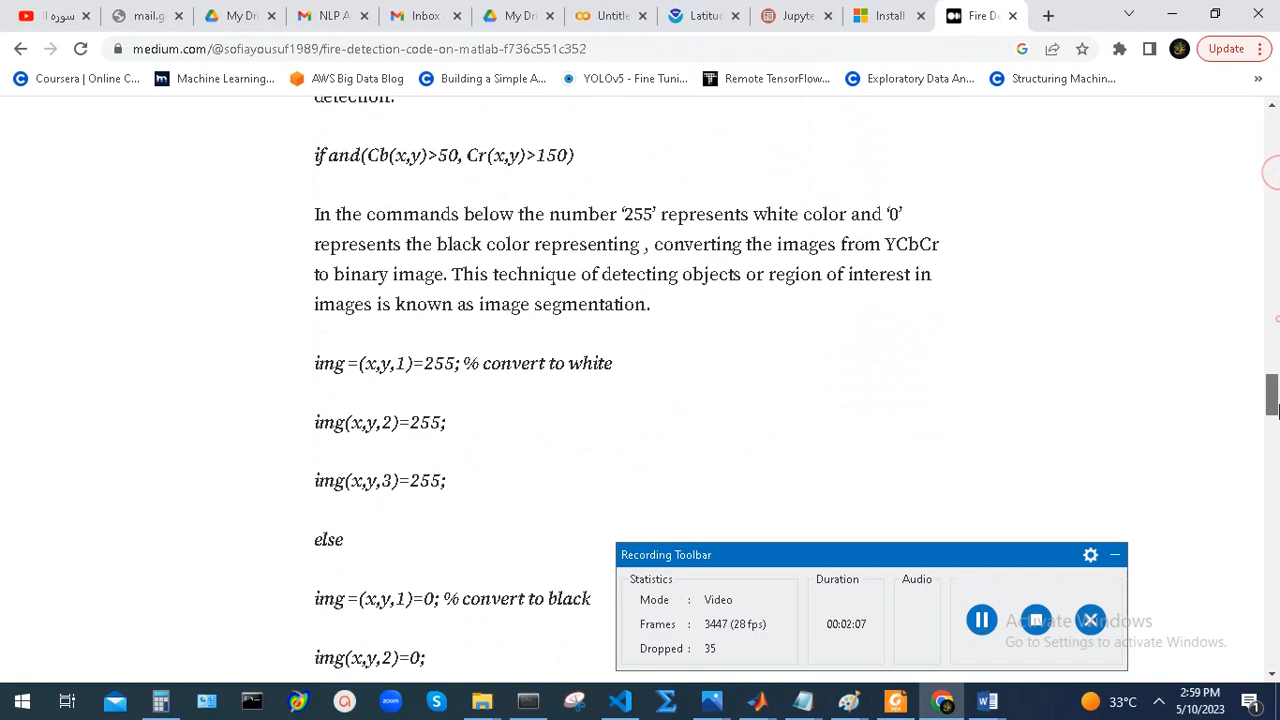 سورة ال
mail.g
My
NLP A
Inbox
My Dri
Untitle
Latitud
Jupyte
Install
Fire D
medium.com/@sofiayousuf1989/fire-detection-code-on-matlab-f736c551c352
Update
Coursera | Online C...
Machine Learning...
AWS Big Data Blog
Building a Simple A...
YOLOv5 - Fine Tuni...
Remote TensorFlow...
Exploratory Data An...
Structuring Machin...
detection.
if and(Cb(x,y)>50, Cr(x,y)>150)
In the commands below the number ‘255’ represents white color and ‘0’
represents the black color representing , converting the images from YCbCr
to binary image. This technique of detecting objects or region of interest in
images is known as image segmentation.
img =(x,y,1)=255; % convert to white
img(x,y,2)=255;
img(x,y,3)=255;
else
img =(x,y,1)=0; % convert to black
img(x,y,2)=0;
Recording Toolbar
Statistics
Duration
Audio
Mode : Video
Frames : 3447 (28 fps)
00:02:07
Dropped : 35
Activate Windows
Go to Settings to activate Windows.
33°C
2:59 PM
5/10/2023